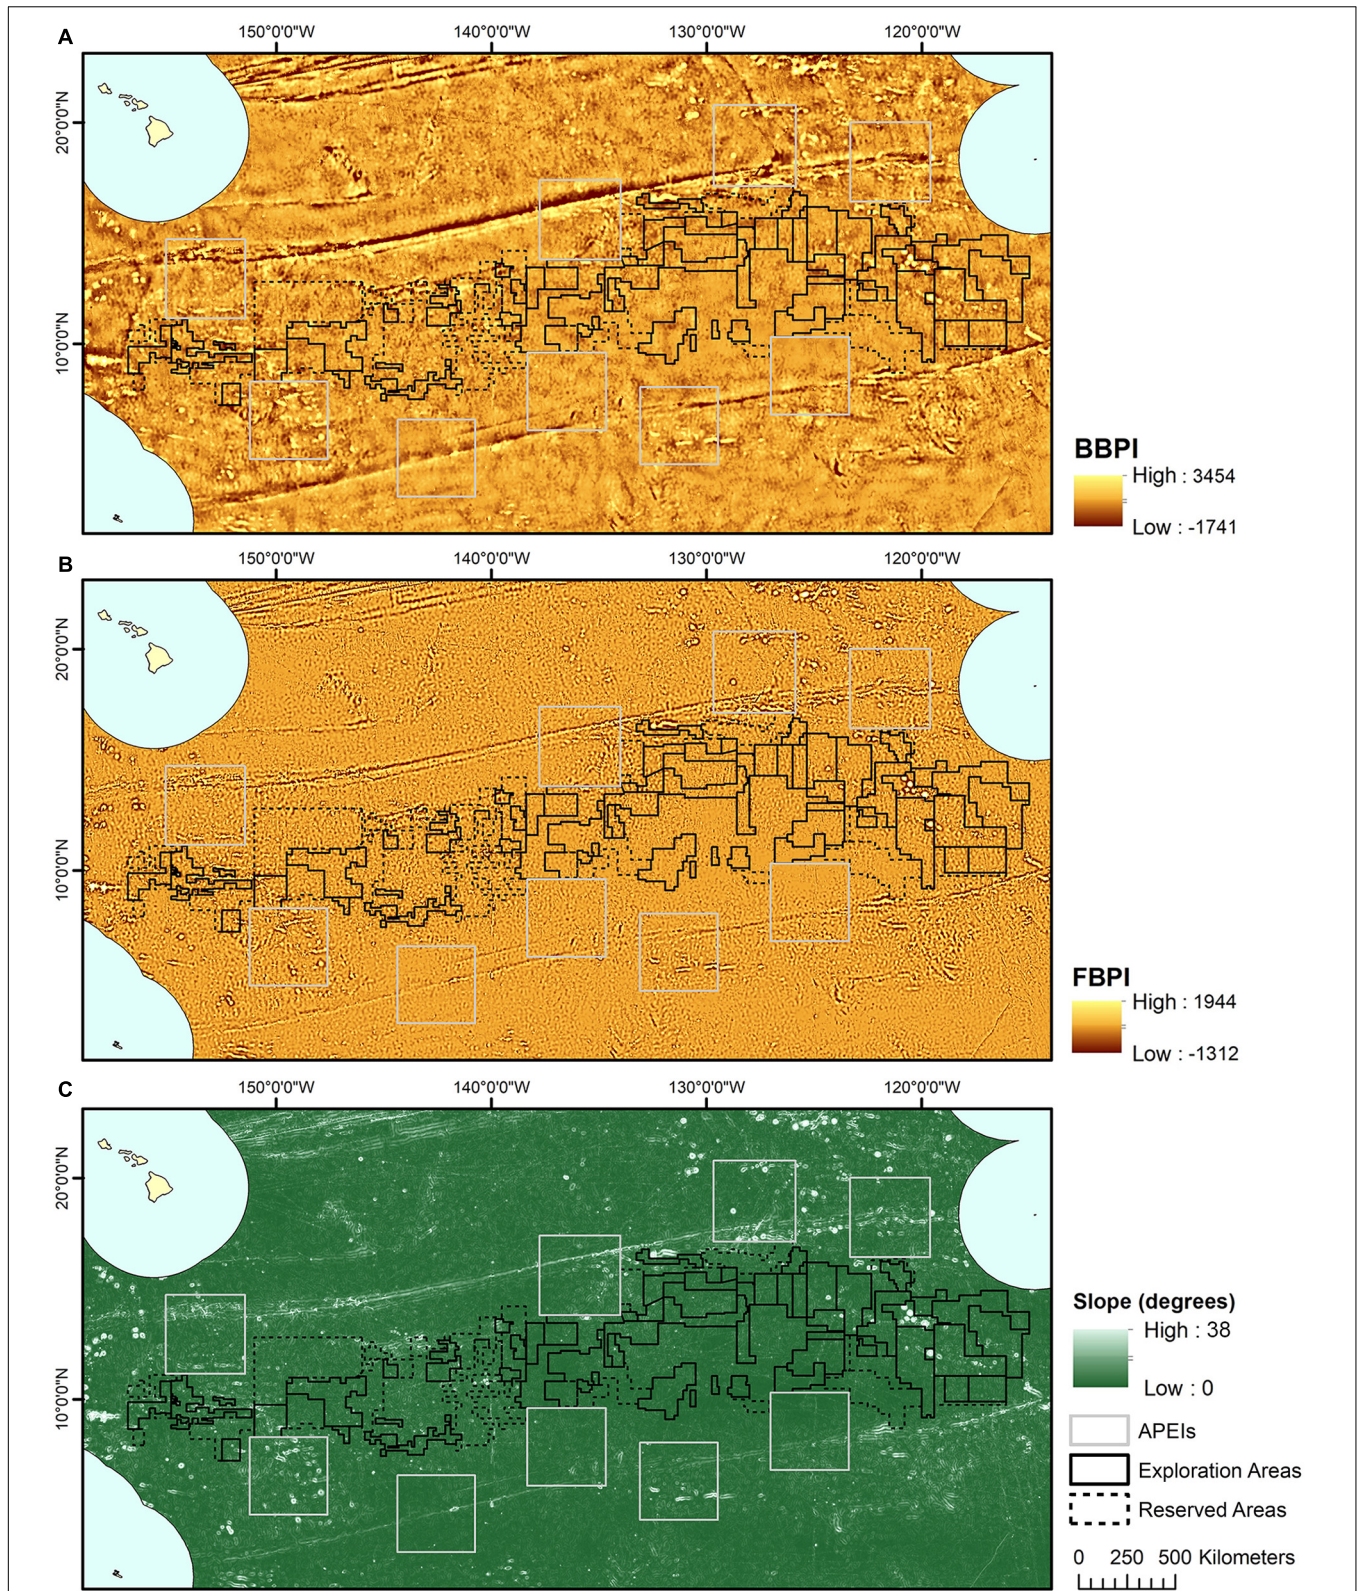 A
150°0'0"W 140°0'0"W 130°0'0"W 120°0'0"W
20°0'0"N
10°0'0"N
BBPI
High : 3454
Low : -1741
B
150°0'0"W 140°0'0"W 130°0'0"W 120°0'0"W
20°0'0"N
10°0'0"N
FBPI
High : 1944
Low : -1312
C
150°0'0"W 140°0'0"W 130°0'0"W 120°0'0"W
20°0'0"N
10°0'0"N
Slope (degrees)
High : 38
Low : 0
APEIs
Exploration Areas
Reserved Areas
0 250 500 Kilometers